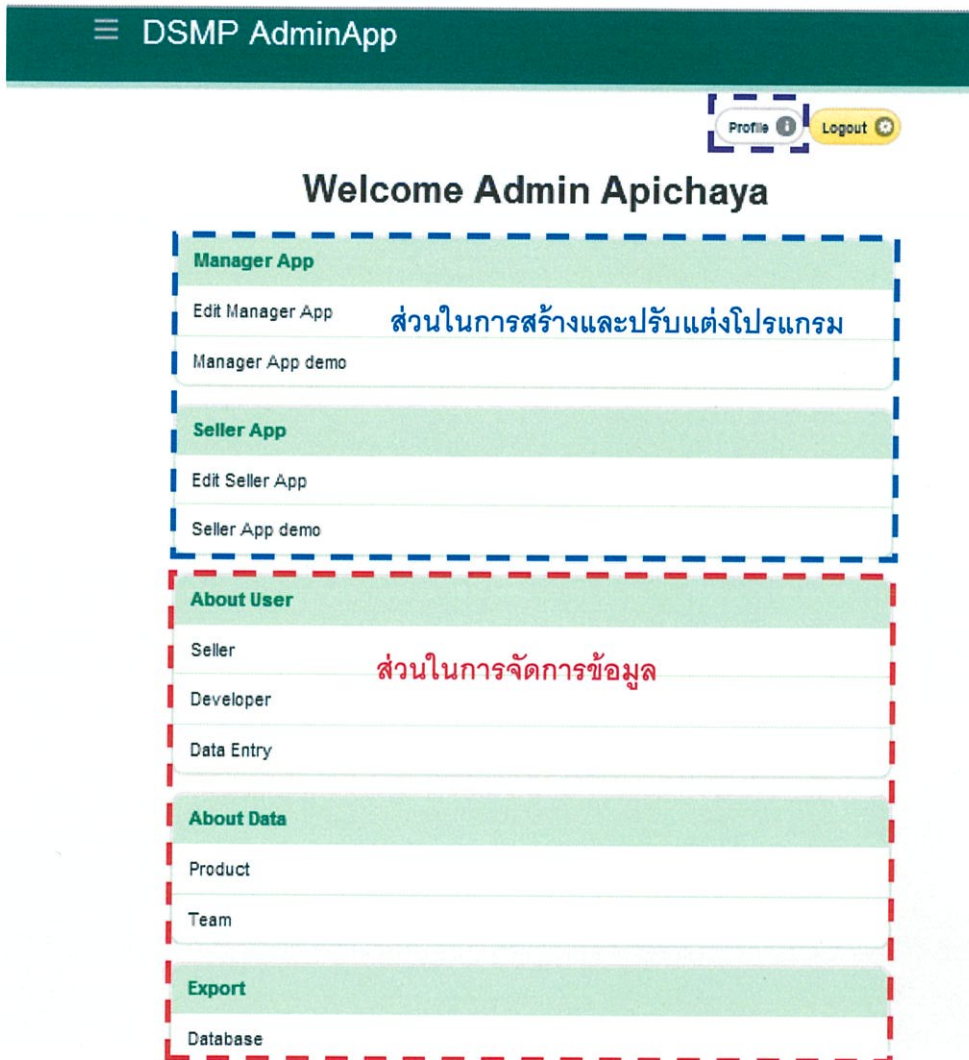 DSMP AdminApp
Profile Logout
Welcome Admin Apichaya
Manager App
Edit Manager App
ส่วนในการสร้างและปรับแต่งโปรแกรม
Manager App demo
Seller App
Edit Seller App
Seller App demo
About User
Seller
ส่วนในการจัดการข้อมูล
Developer
Data Entry
About Data
Product
Team
Export
Database